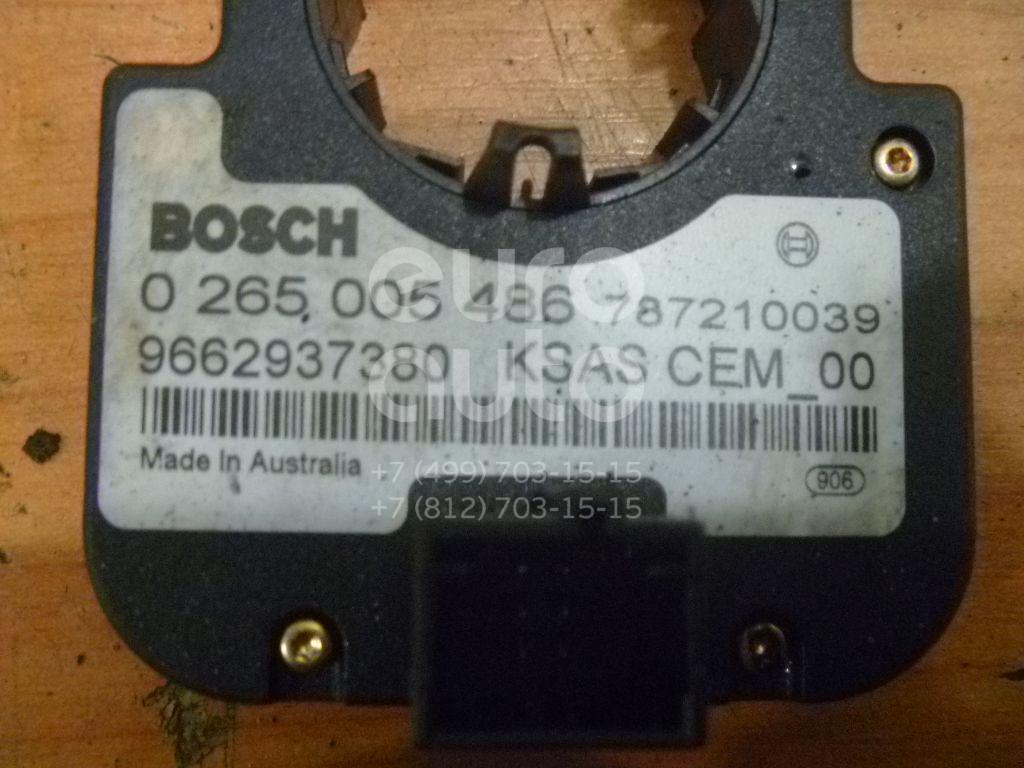 BOSCH
0 265 005 486 787210039
9662937380 KSAS CEM_00
Made In Australia
906
euro
auto
+7 (499) 703-15-15
+7 (812) 703-15-15